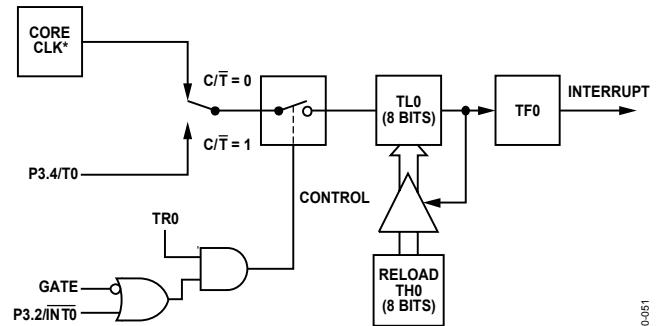 CORE
CLK*
C/T̅ = 0
C/T̅ = 1
P3.4/T0
TR0
GATE
P3.2/I̅N̅T̅0̅
CONTROL
TL0
(8 BITS)
TF0
INTERRUPT
RELOAD
TH0
(8 BITS)
0-051